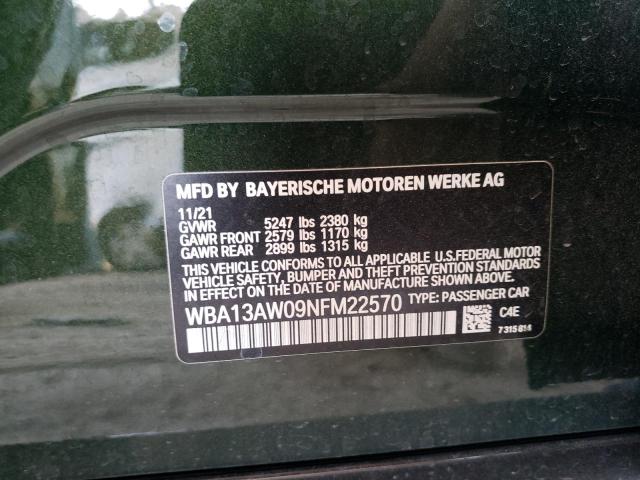 MFD BY BAYERISCHE MOTOREN WERKE AG
11/21
GVWR 5247 lbs 2380 kg
GAWR FRONT 2579 lbs 1170 kg
GAWR REAR 2899 lbs 1315 kg
THIS VEHICLE CONFORMS TO ALL APPLICABLE U.S.FEDERAL MOTOR
VEHICLE SAFETY, BUMPER AND THEFT PREVENTION STANDARDS
IN EFFECT ON THE DATE OF MANUFACTURE SHOWN ABOVE.
WBA13AW09NFM22570 TYPE: PASSENGER CAR
C4E
7315814